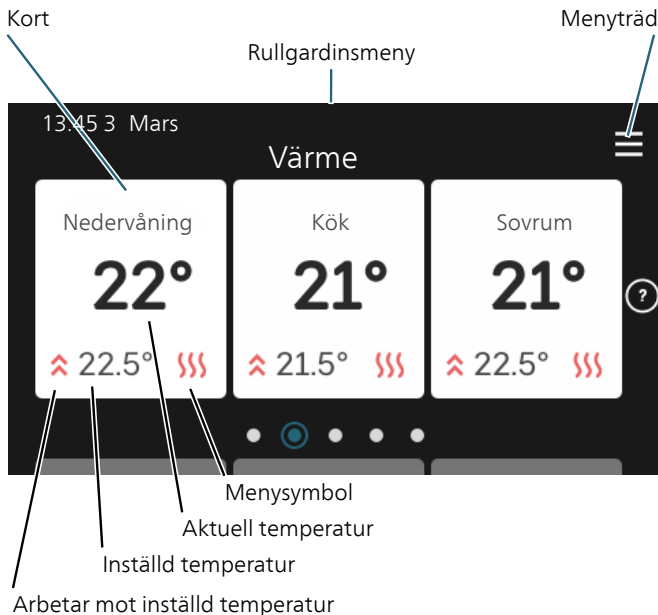 Kort
Menyträd
Rullgardinsmeny
13:45 3 Mars
Värme
Nedervåning
Kök
Sovrum
22°
21°
21°
?
22.5°
21.5°
22.5°
Menysymbol
Aktuell temperatur
Inställd temperatur
Arbetar mot inställd temperatur